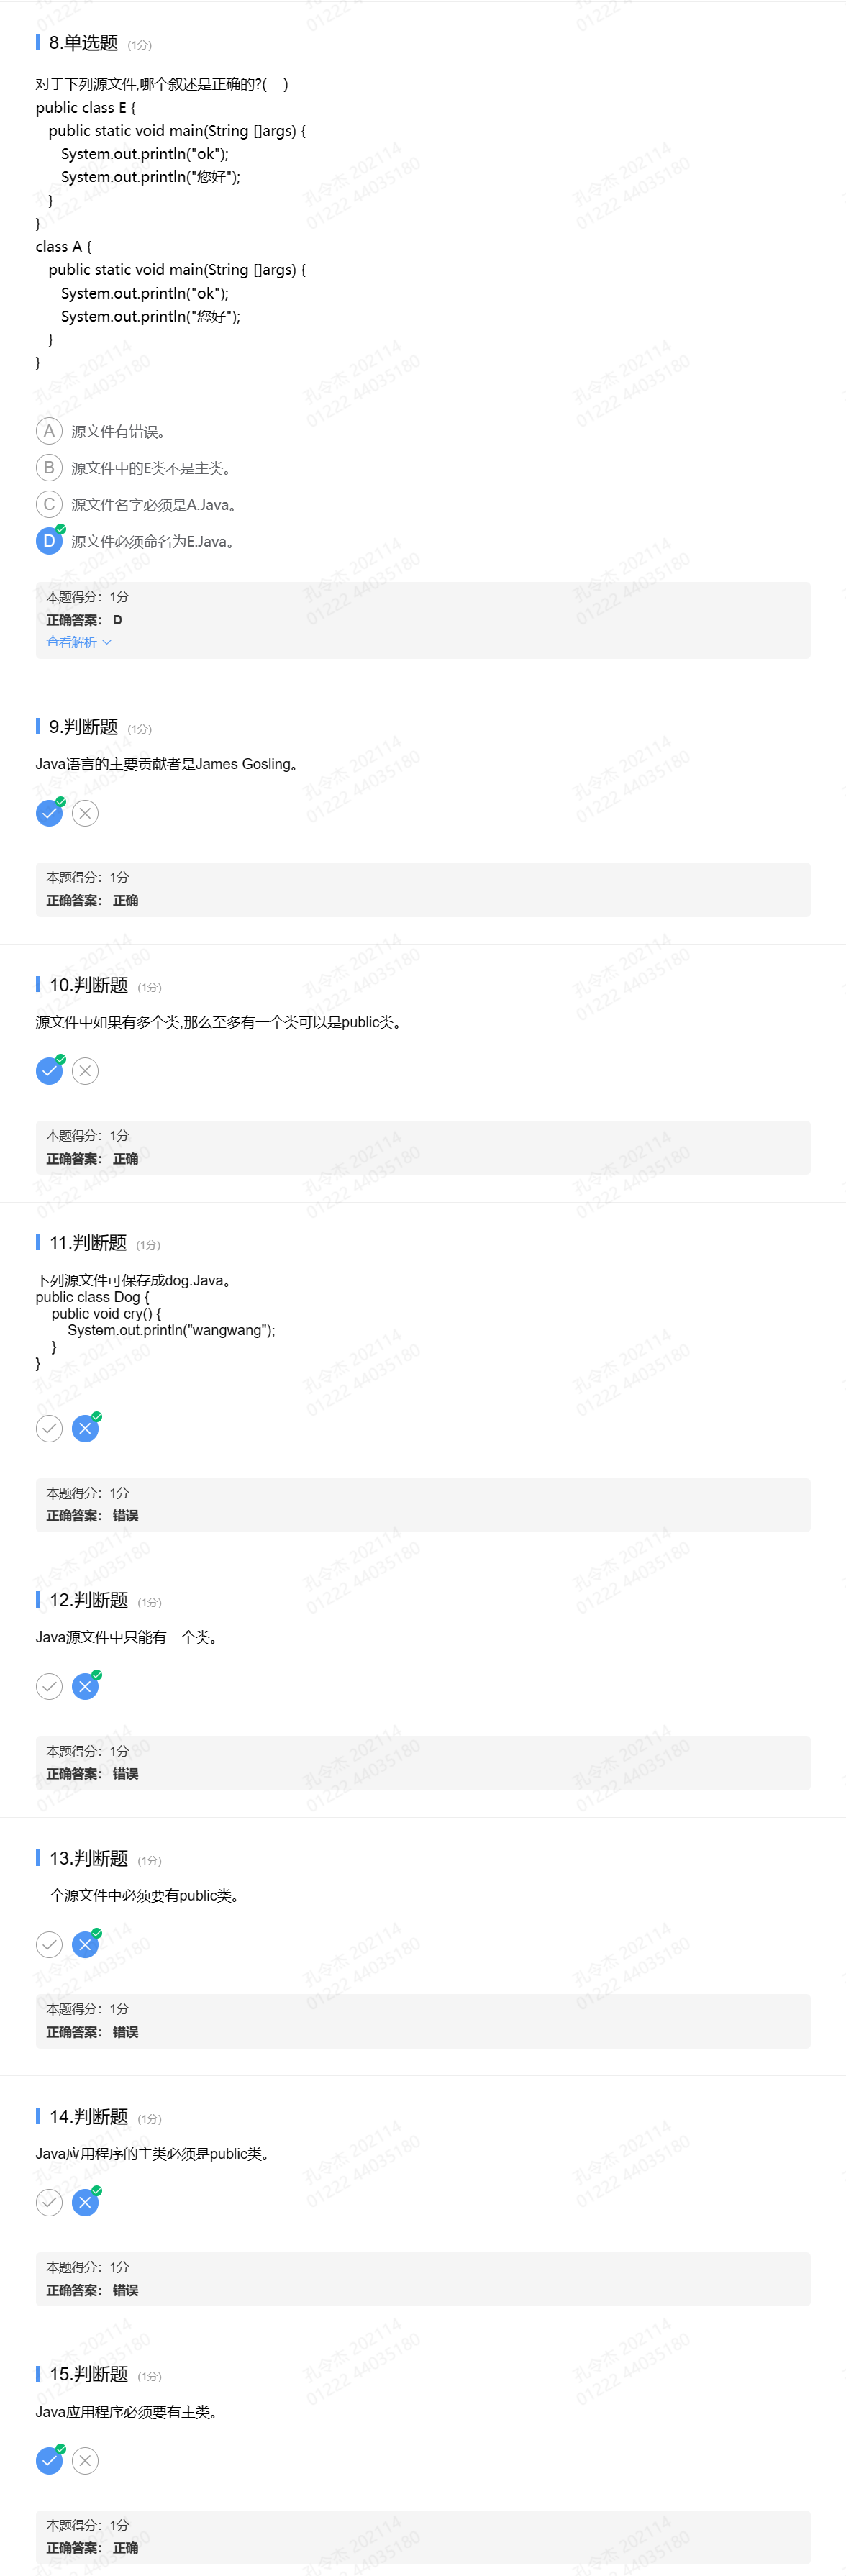 8.单选题 (1分)
对于下列源文件,哪个叙述是正确的?( )
public class E {
public static void main(String []args) {
System.out.println("ok");
System.out.println("您好");
}
}
class A {
public static void main(String []args) {
System.out.println("ok");
System.out.println("您好");
}
}
A 源文件有错误。
B 源文件中的E类不是主类。
C 源文件名字必须是A.Java。
D 源文件必须命名为E.Java。
本题得分：1分
正确答案： D
查看解析
9.判断题 (1分)
Java语言的主要贡献者是James Gosling。
本题得分：1分
正确答案： 正确
10.判断题 (1分)
源文件中如果有多个类,那么至多有一个类可以是public类。
本题得分：1分
正确答案： 正确
11.判断题 (1分)
下列源文件可保存成dog.Java。
public class Dog {
public void cry() {
System.out.println("wangwang");
}
}
本题得分：1分
正确答案： 错误
12.判断题 (1分)
Java源文件中只能有一个类。
本题得分：1分
正确答案： 错误
13.判断题 (1分)
一个源文件中必须要有public类。
本题得分：1分
正确答案： 错误
14.判断题 (1分)
Java应用程序的主类必须是public类。
本题得分：1分
正确答案： 错误
15.判断题 (1分)
Java应用程序必须要有主类。
本题得分：1分
正确答案： 正确
孔令杰 202114
01222 44035180